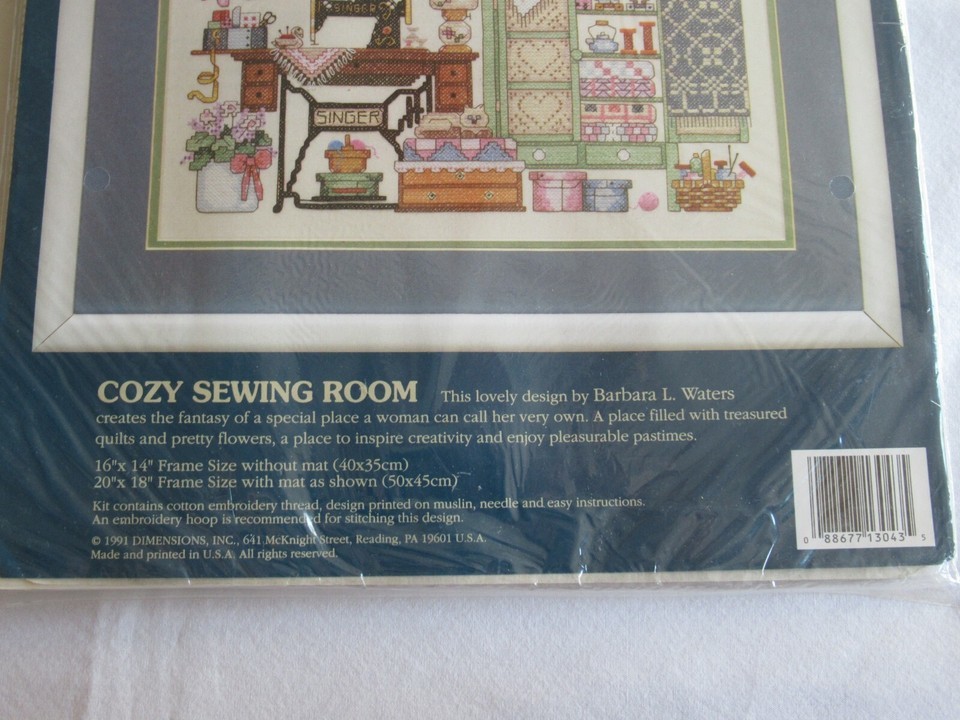 SINGER
SINGER
COZY SEWING ROOM This lovely design by Barbara L. Waters
creates the fantasy of a special place a woman can call her very own. A place filled with treasured
quilts and pretty flowers, a place to inspire creativity and enjoy pleasurable pastimes.
16"x 14" Frame Size without mat (40x35cm)
20"x 18" Frame Size with mat as shown (50x45cm)
Kit contains cotton embroidery thread, design printed on muslin, needle and easy instructions.
An embroidery hoop is recommended for stitching this design.
© 1991 DIMENSIONS, INC., 641 McKnight Street, Reading, PA 19601 U.S.A.
Made and printed in U.S.A. All rights reserved.
0 88677 13043 5